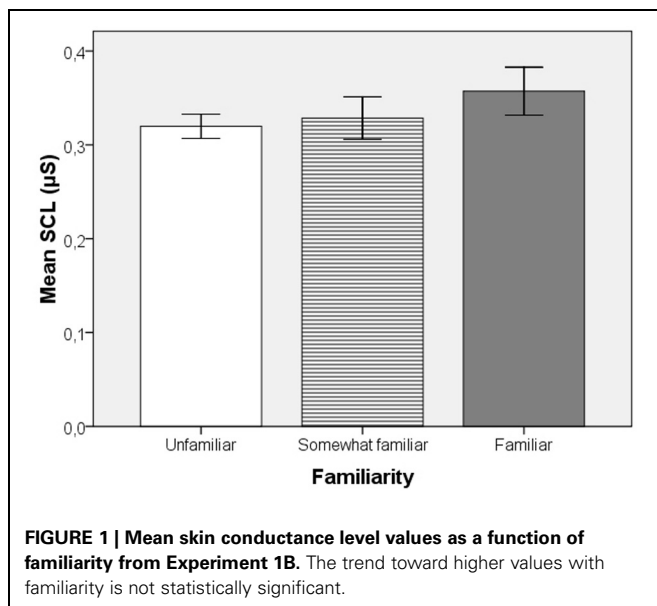 0,4
0,3
0,2
0,1
0,0
Mean SCL (µS)
Unfamiliar Somewhat familiar Familiar
Familiarity
FIGURE 1 | Mean skin conductance level values as a function of
familiarity from Experiment 1B. The trend toward higher values with
familiarity is not statistically significant.